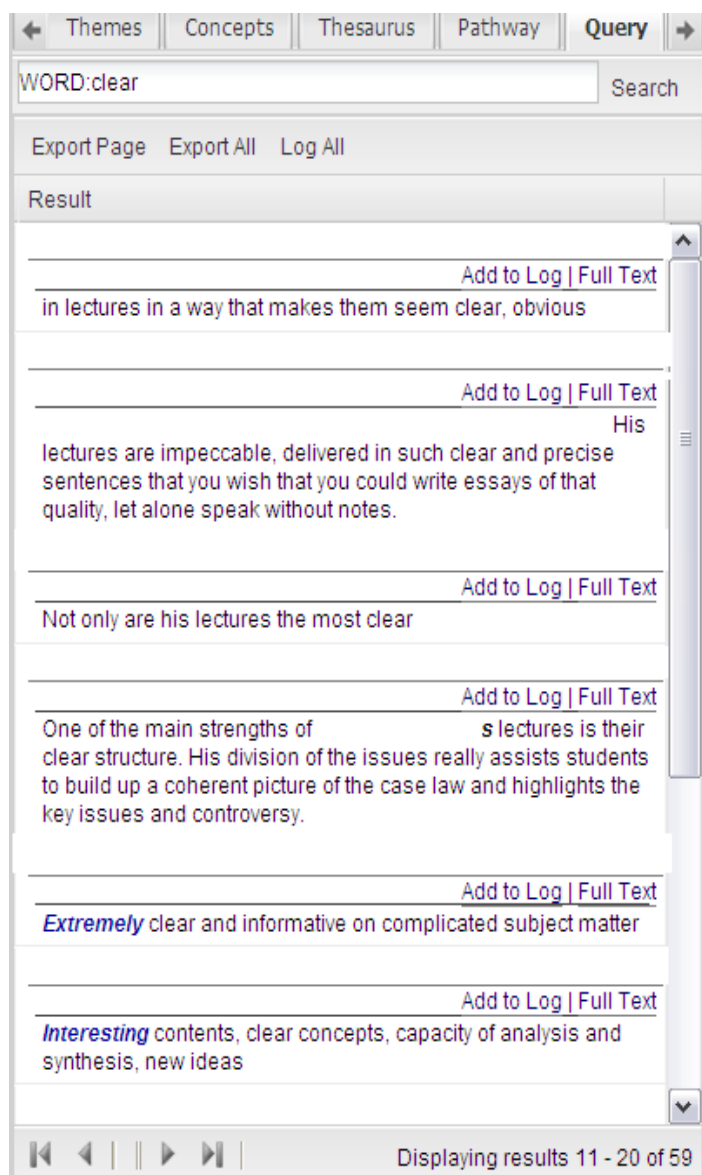 Themes Concepts Thesaurus Pathway Query
WORD:clear Search
Export Page Export All Log All
Result
Add to Log | Full Text
in lectures in a way that makes them seem clear, obvious
Add to Log | Full Text
His
lectures are impeccable, delivered in such clear and precise
sentences that you wish that you could write essays of that
quality, let alone speak without notes.
Add to Log | Full Text
Not only are his lectures the most clear
Add to Log | Full Text
One of the main strengths of s lectures is their
clear structure. His division of the issues really assists students
to build up a coherent picture of the case law and highlights the
key issues and controversy.
Add to Log | Full Text
Extremely clear and informative on complicated subject matter
Add to Log | Full Text
Interesting contents, clear concepts, capacity of analysis and
synthesis, new ideas
Displaying results 11 - 20 of 59